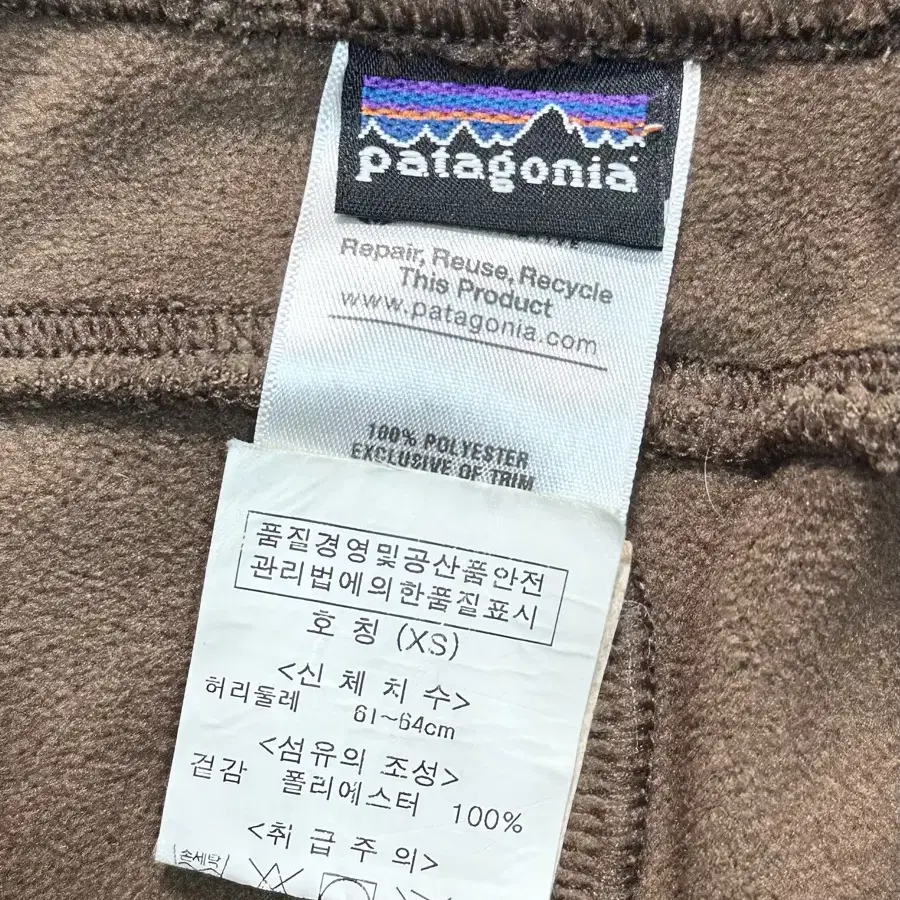 patagonia
Repair, Reuse, Recycle
This Product
www.patagonia.com
100% POLYESTER
EXCLUSIVE OF TRIM
품질경영및공산품안전
관리법에의한품질표시
호 칭 (XS)
<신 체 치 수>
허리둘레 61~64cm
<섬유의 조성>
겉감 폴리에스터 100%
<취 급 주 의>
손세탁